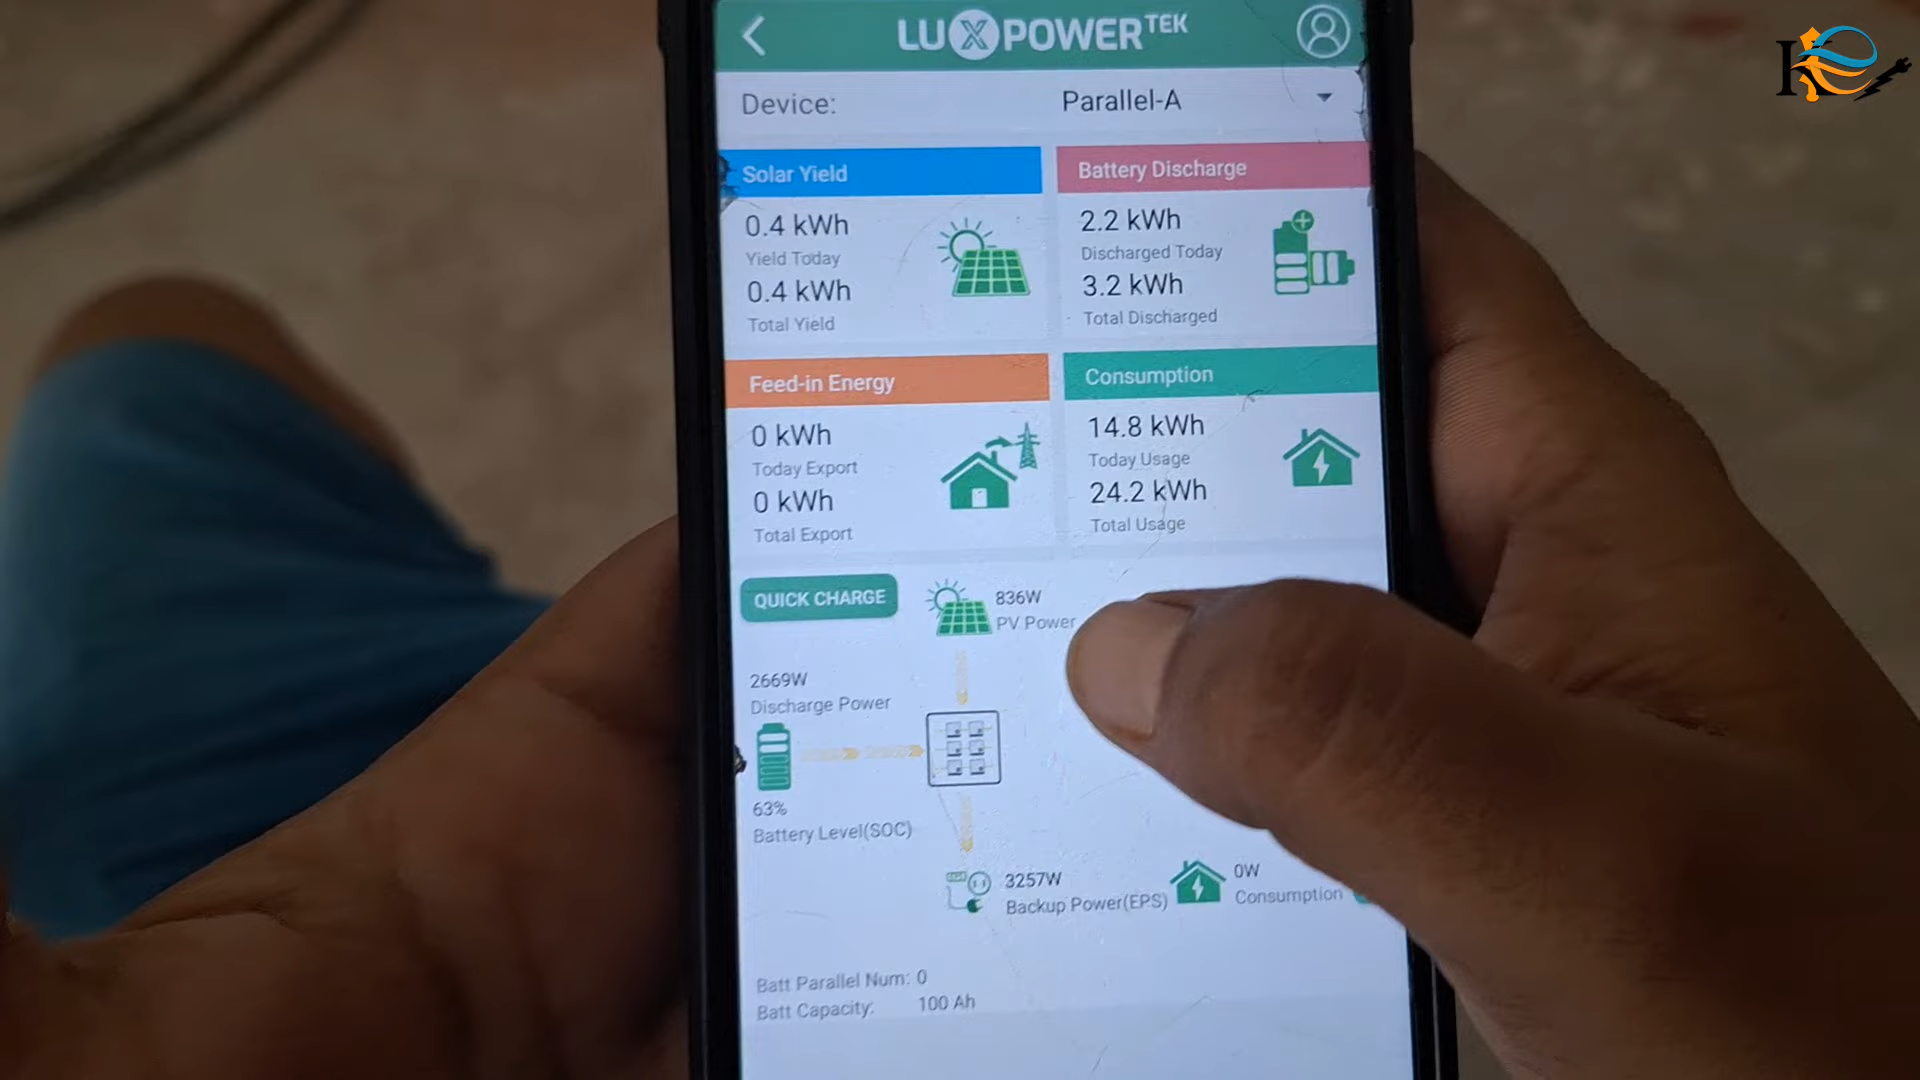 LUXPOWERTEK
Device: Parallel-A
Solar Yield
0.4 kWh
Yield Today
0.4 kWh
Total Yield
Battery Discharge
2.2 kWh
Discharged Today
3.2 kWh
Total Discharged
Feed-in Energy
0 kWh
Today Export
0 kWh
Total Export
Consumption
14.8 kWh
Today Usage
24.2 kWh
Total Usage
QUICK CHARGE
836W
PV Power
2669W
Discharge Power
63%
Battery Level(SOC)
3257W
Backup Power(EPS)
0W
Consumption
Batt Parallel Num: 0
Batt Capacity: 100 Ah